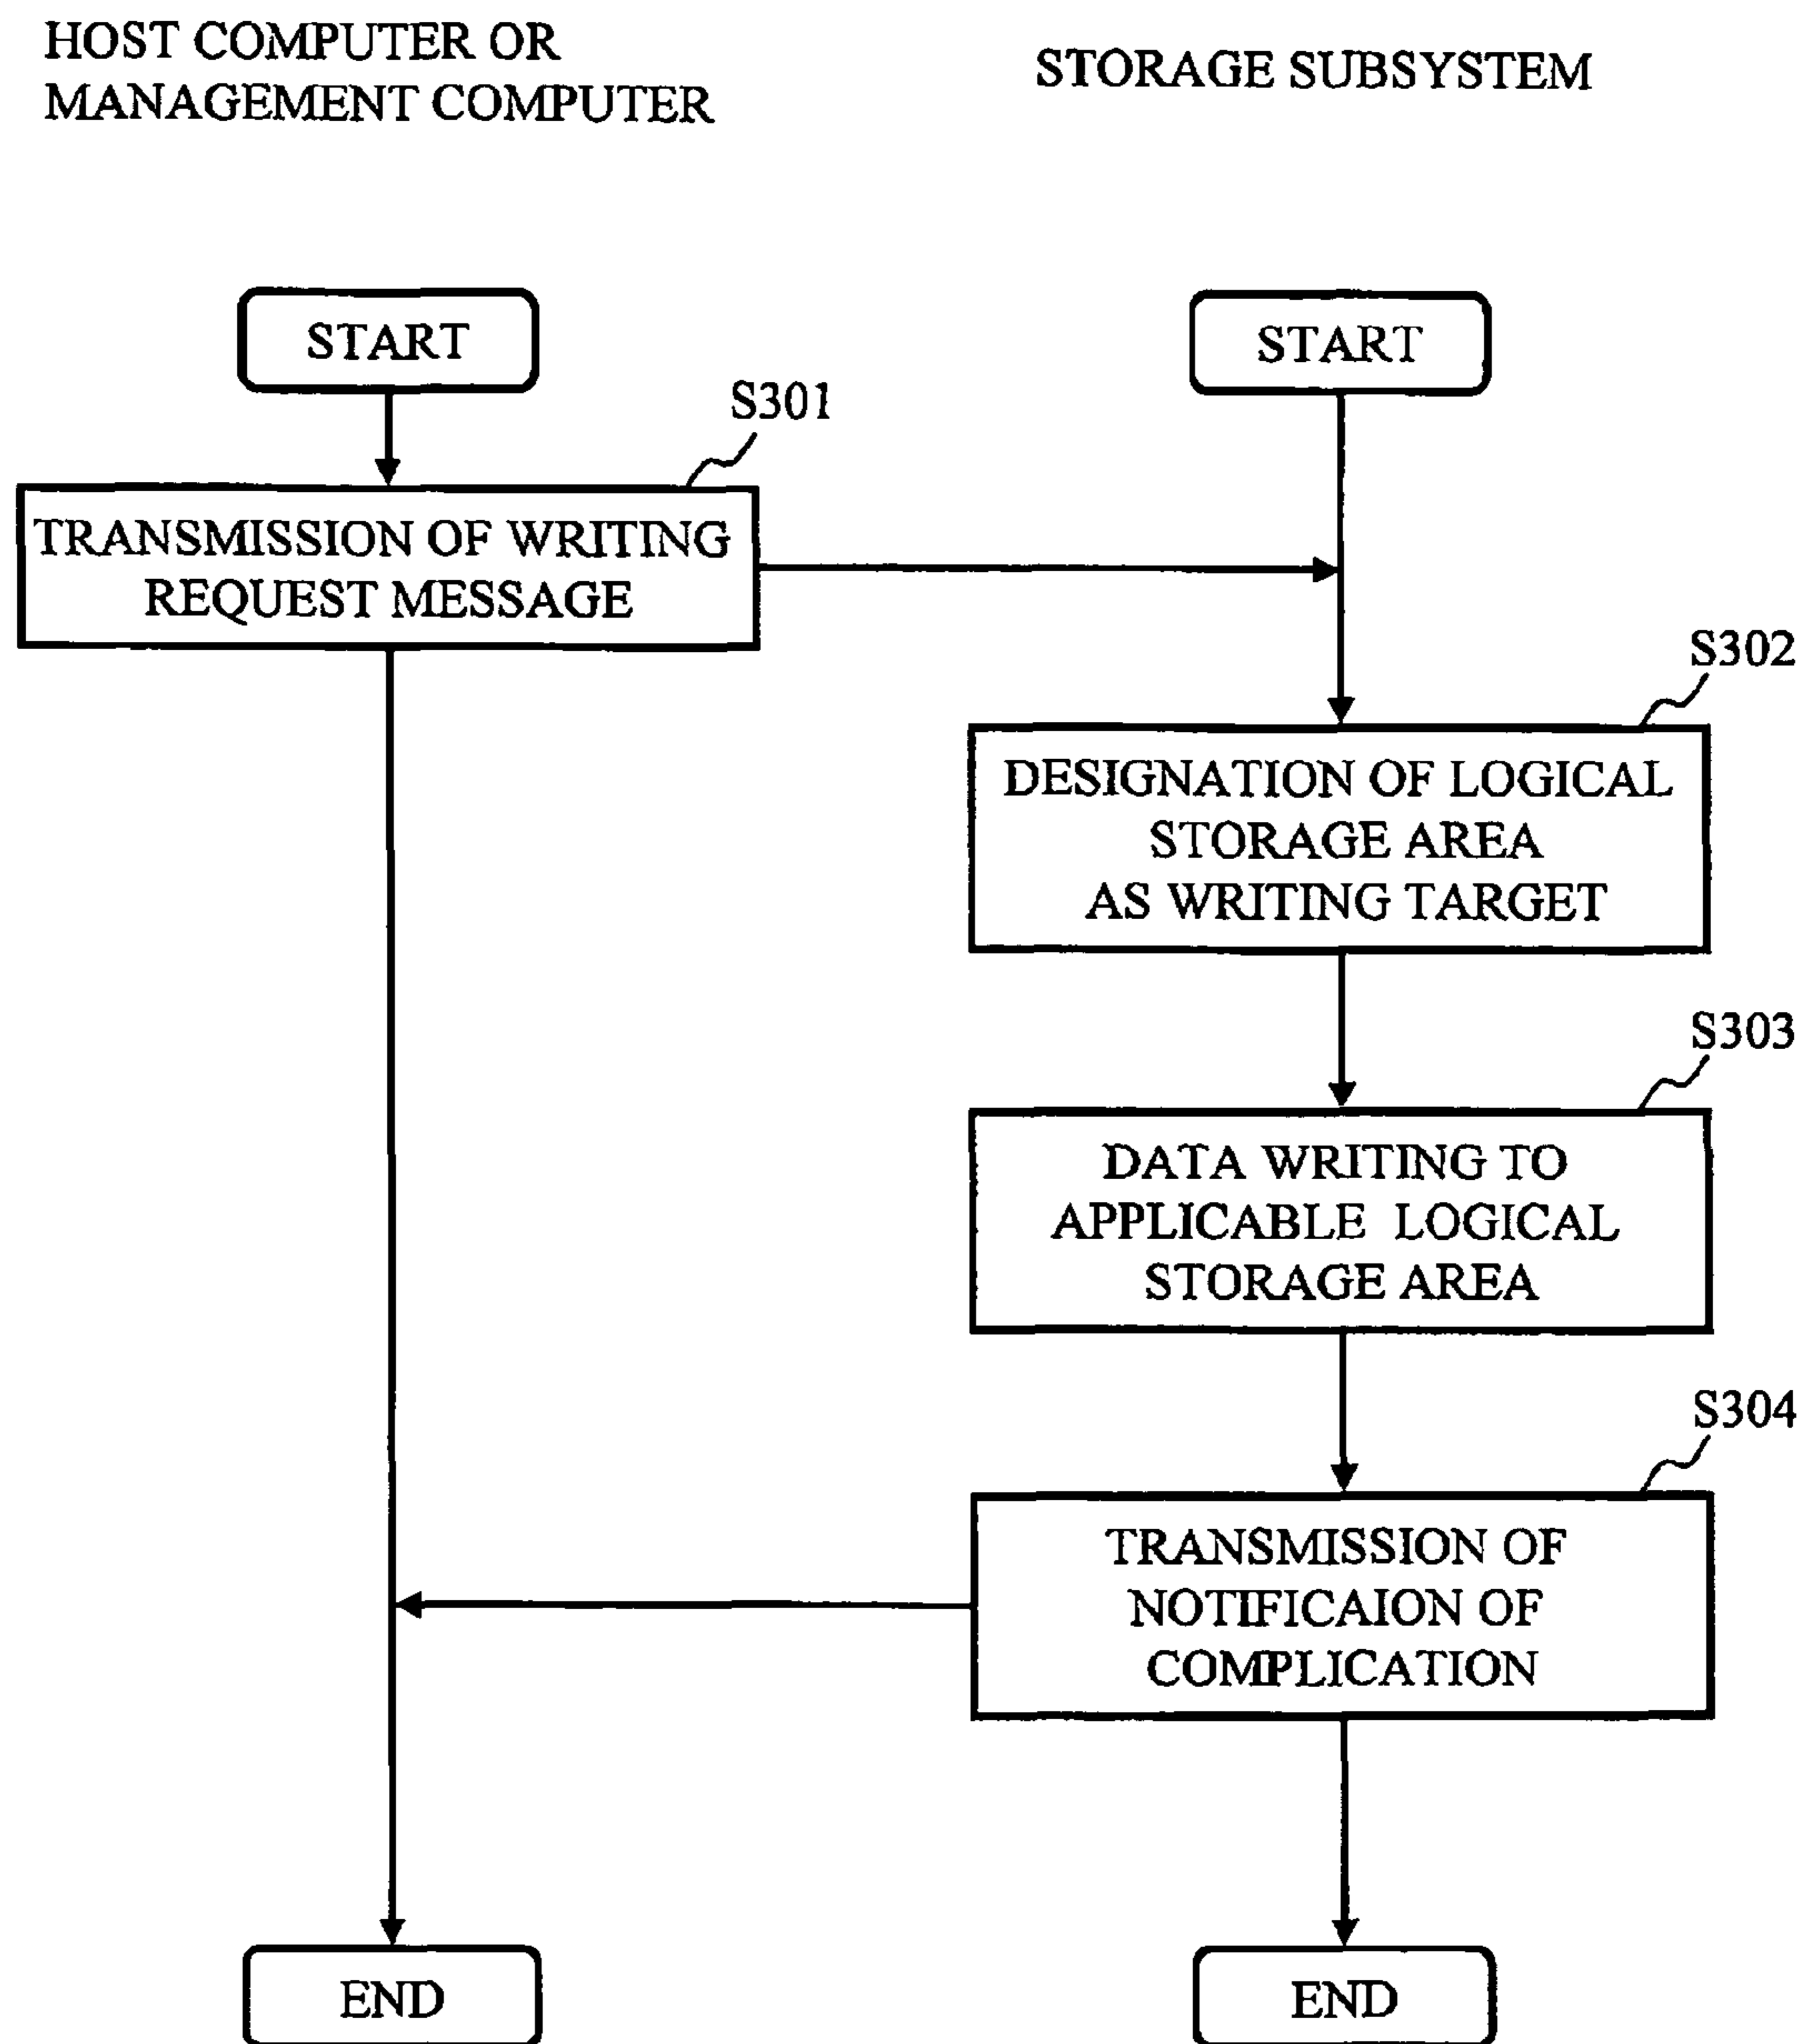 HOST COMPUTER OR
MANAGEMENT COMPUTER
STORAGE SUBSYSTEM
START
START
S301
TRANSMISSION OF WRITING
REQUEST MESSAGE
S302
DESIGNATION OF LOGICAL
STORAGE AREA
AS WRITING TARGET
S303
DATA WRITING TO
APPLICABLE LOGICAL
STORAGE AREA
S304
TRANSMISSION OF
NOTIFICAION OF
COMPLICATION
END
END